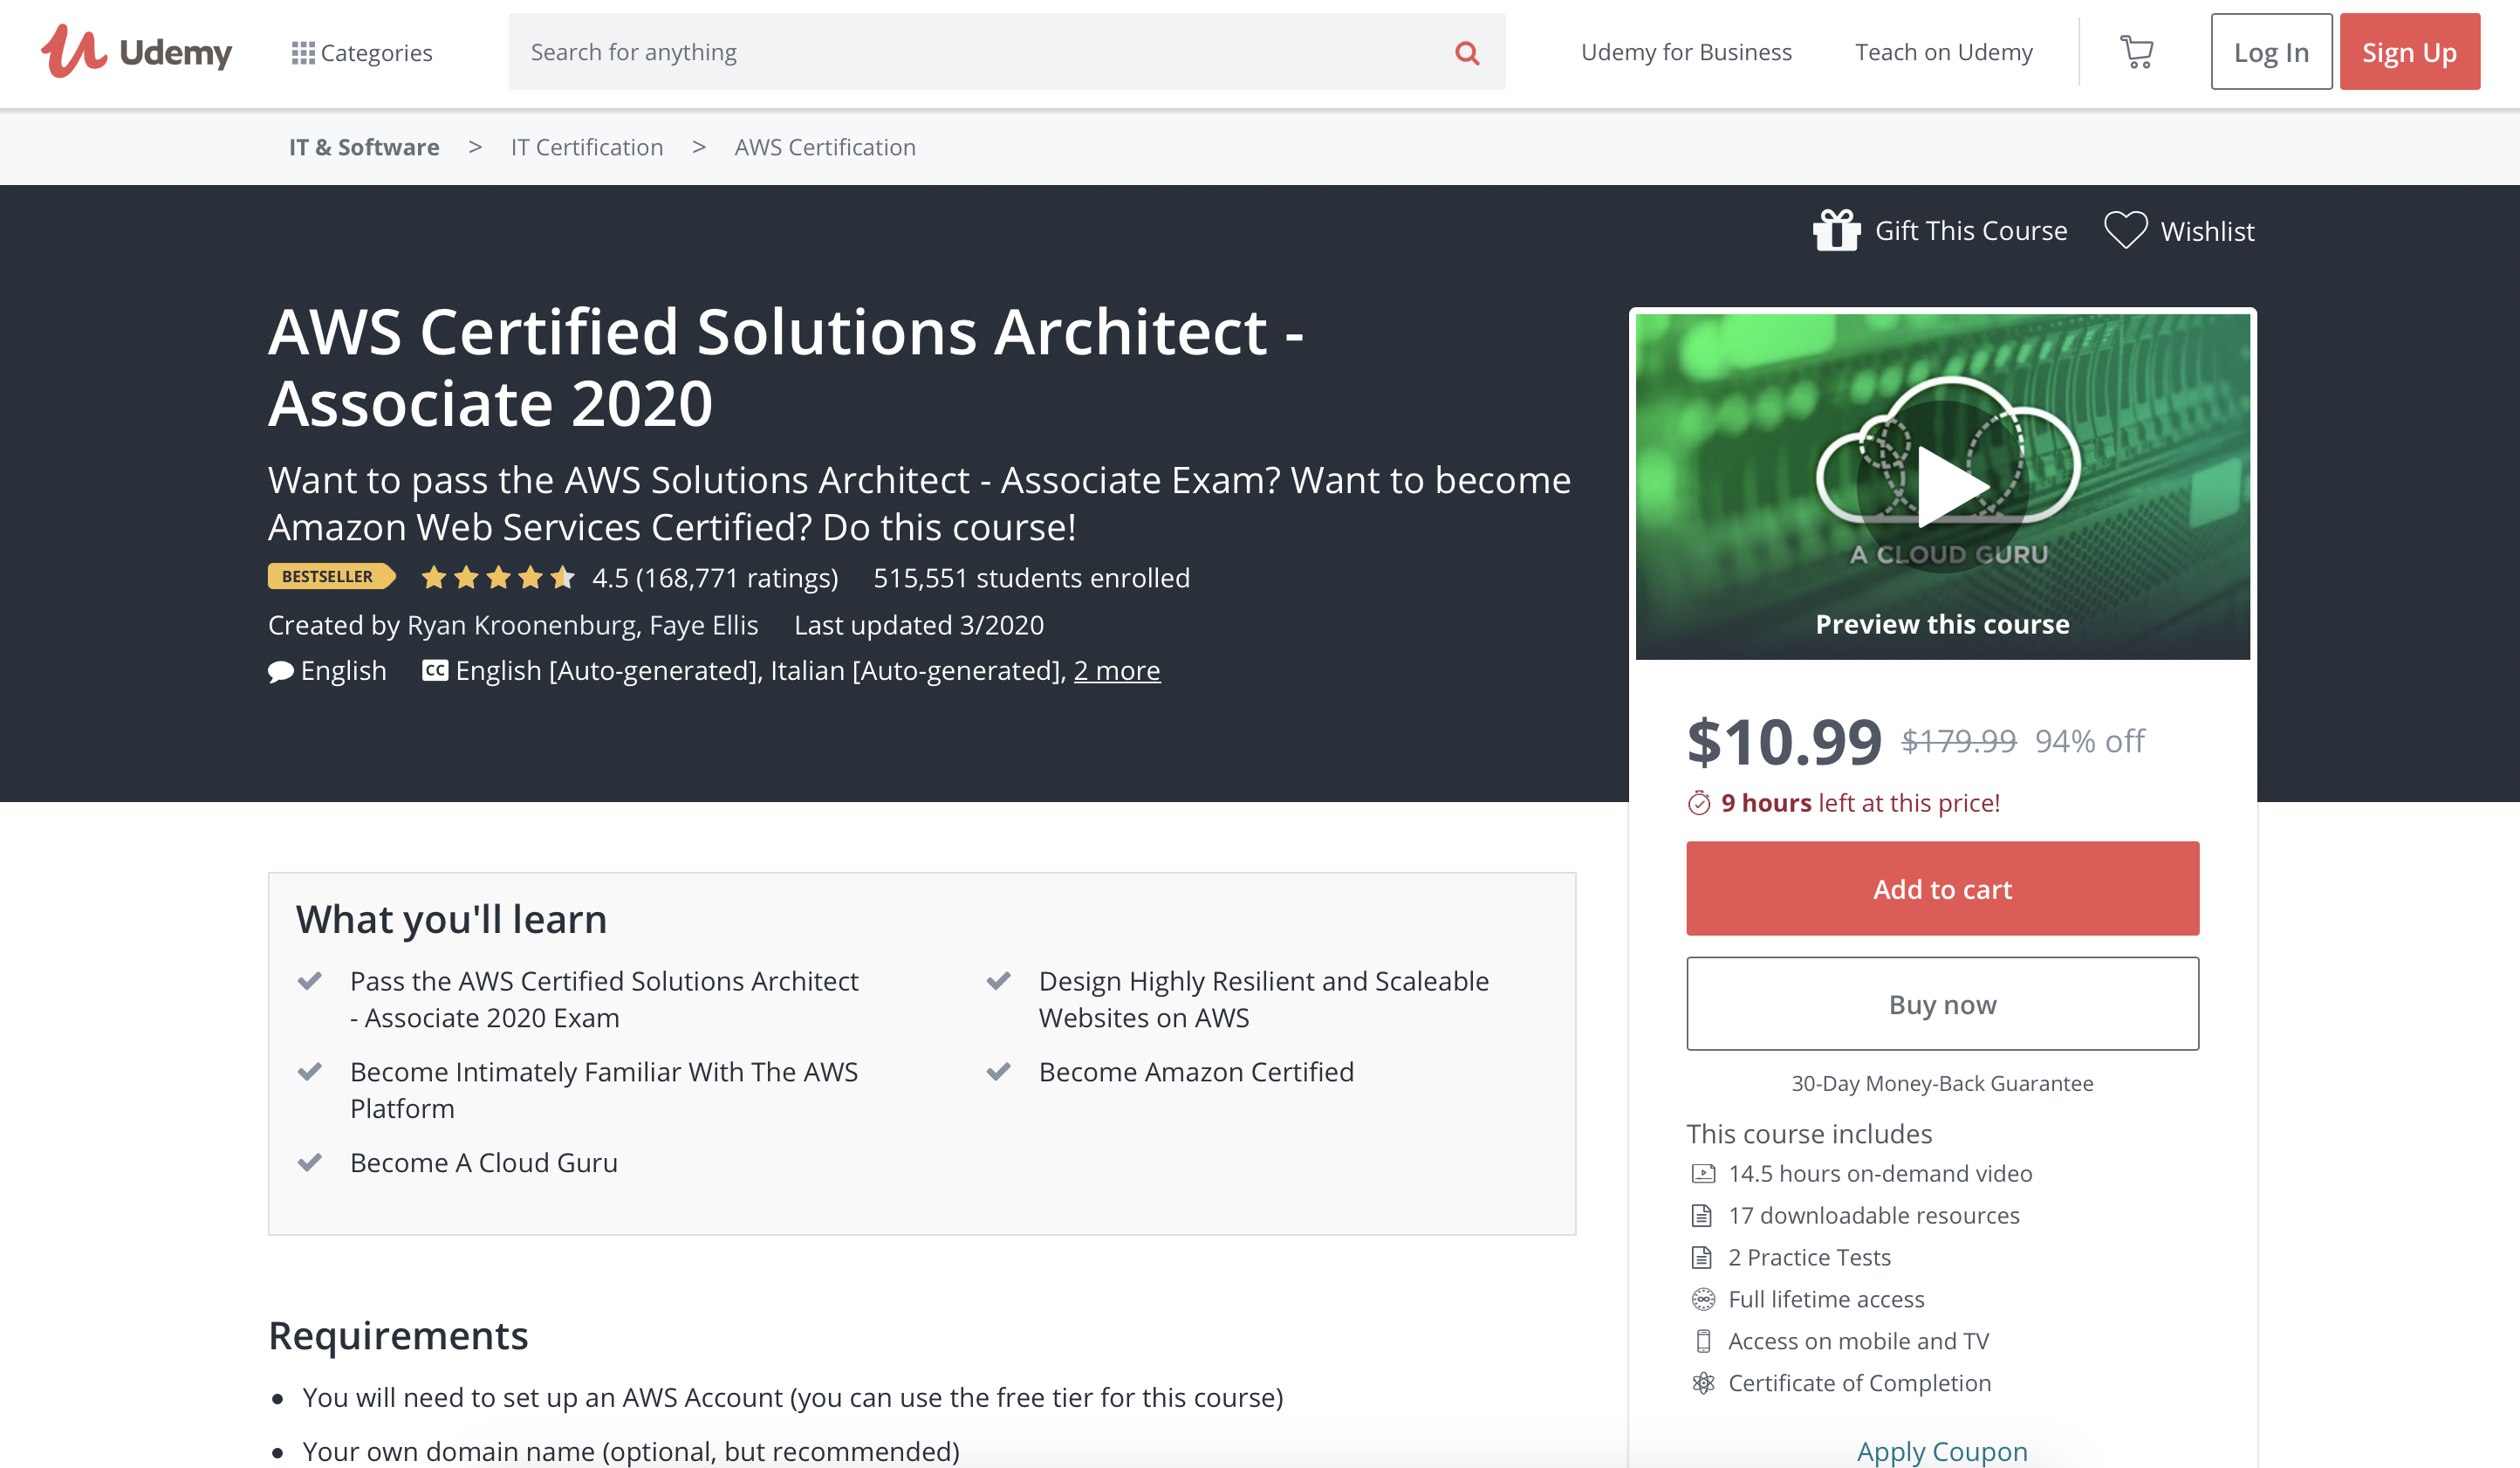 Udemy
Categories
Search for anything
Udemy for Business
Teach on Udemy
Log In
Sign Up
IT & Software > IT Certification > AWS Certification
Gift This Course
Wishlist
AWS Certified Solutions Architect -
Associate 2020
Want to pass the AWS Solutions Architect - Associate Exam? Want to become
Amazon Web Services Certified? Do this course!
BESTSELLER 4.5 (168,771 ratings) 515,551 students enrolled
Created by Ryan Kroonenburg, Faye Ellis Last updated 3/2020
English CC English [Auto-generated], Italian [Auto-generated], 2 more
A CLOUD GURU
Preview this course
$10.99 $179.99 94% off
9 hours left at this price!
Add to cart
Buy now
30-Day Money-Back Guarantee
This course includes
14.5 hours on-demand video
17 downloadable resources
2 Practice Tests
Full lifetime access
Access on mobile and TV
Certificate of Completion
Apply Coupon
What you'll learn
Pass the AWS Certified Solutions Architect
- Associate 2020 Exam
Become Intimately Familiar With The AWS
Platform
Become A Cloud Guru
Design Highly Resilient and Scaleable
Websites on AWS
Become Amazon Certified
Requirements
• You will need to set up an AWS Account (you can use the free tier for this course)
• Your own domain name (optional, but recommended)